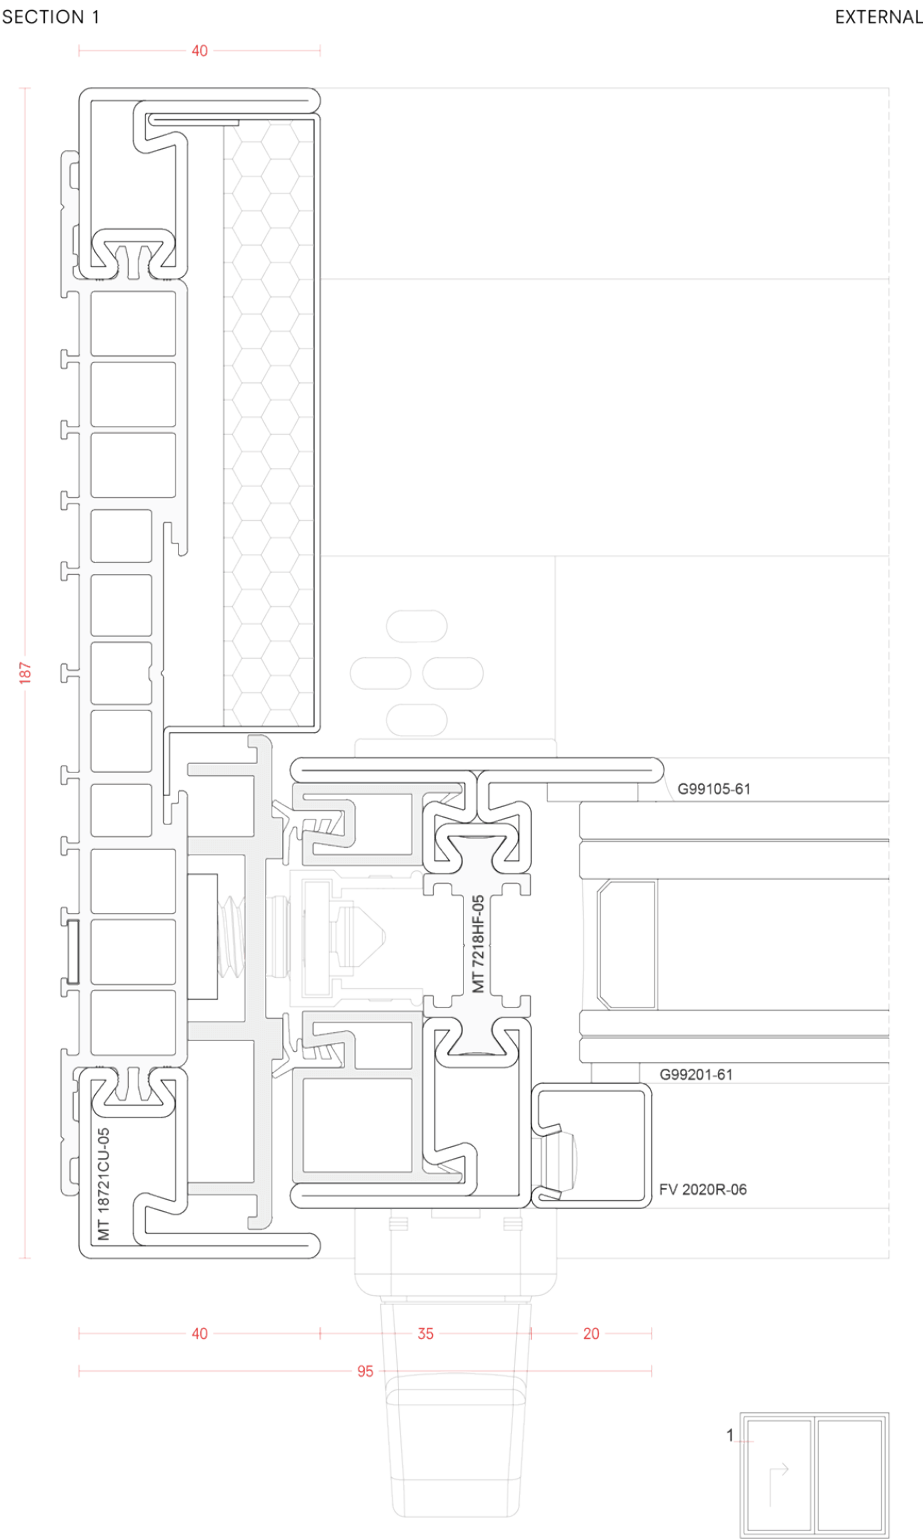 SECTION 1
EXTERNAL
40
187
G99105-61
MT 7218HF-05
G99201-61
MT 18721CU-05
FV 2020R-06
40
35
20
95
1